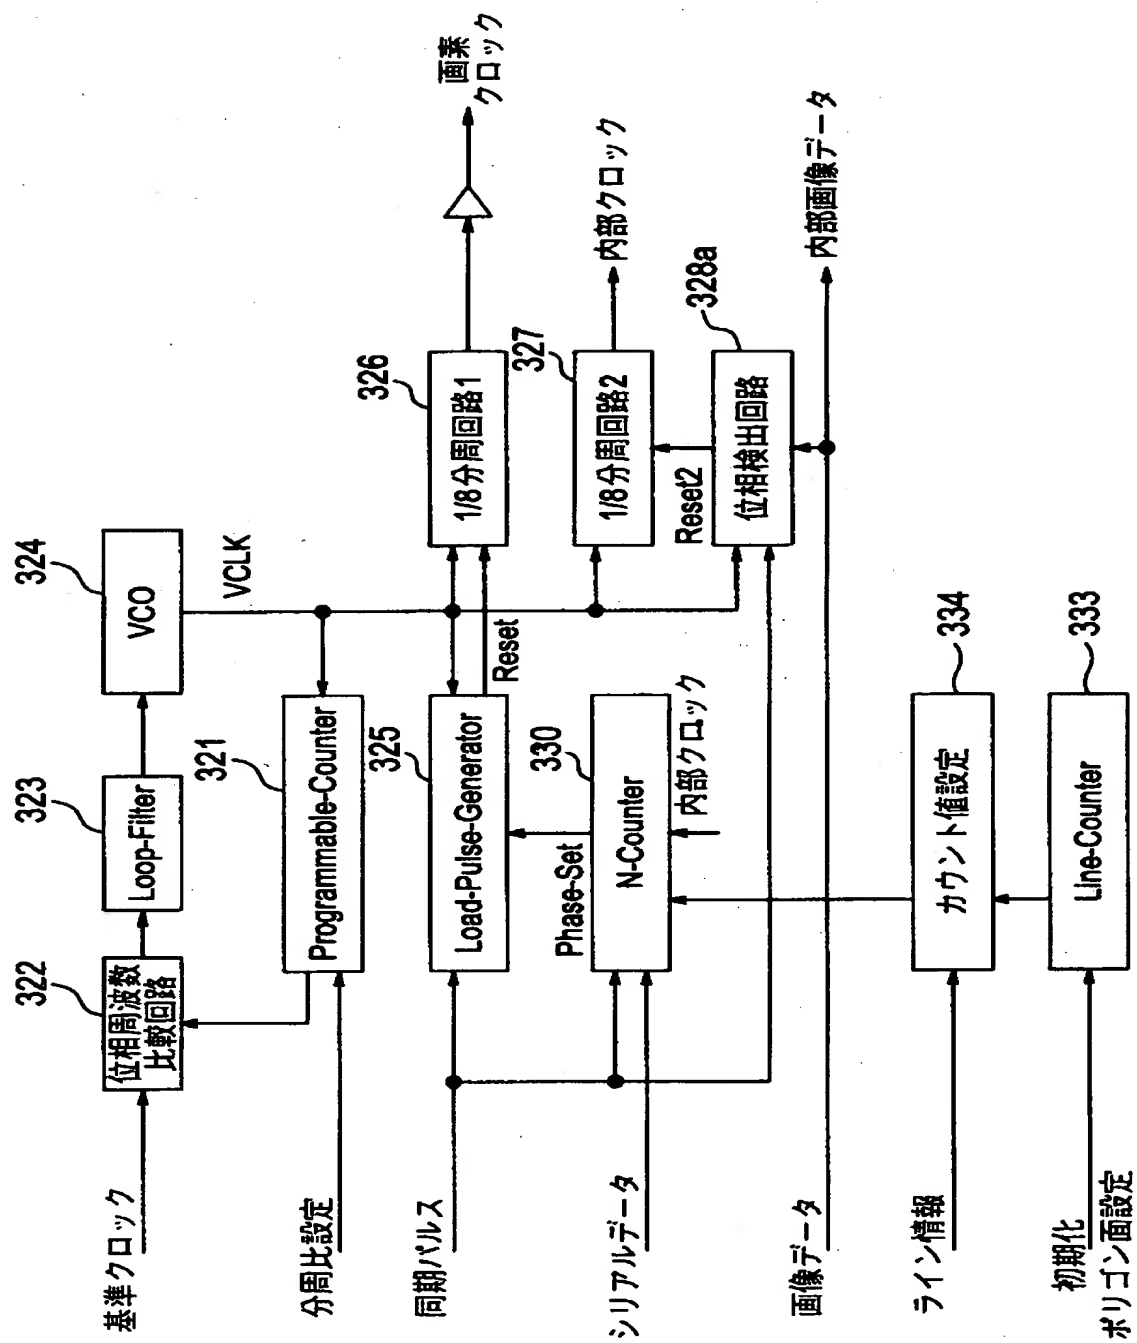 基準クロック
322
位相周波数
比較回路
323
Loop-Filter
324
VCO
VCLK
分周比設定
321
Programmable-Counter
同期パルス
325
Load-Pulse-Generator
Reset
326
1/8分周回路1
画素
クロック
シリアルデータ
Phase-Set
330
N-Counter
内部クロック
327
1/8分周回路2
内部クロック
Reset2
328a
位相検出回路
画像データ
内部画像データ
ライン情報
334
カウント値設定
初期化
ポリゴン面設定
333
Line-Counter